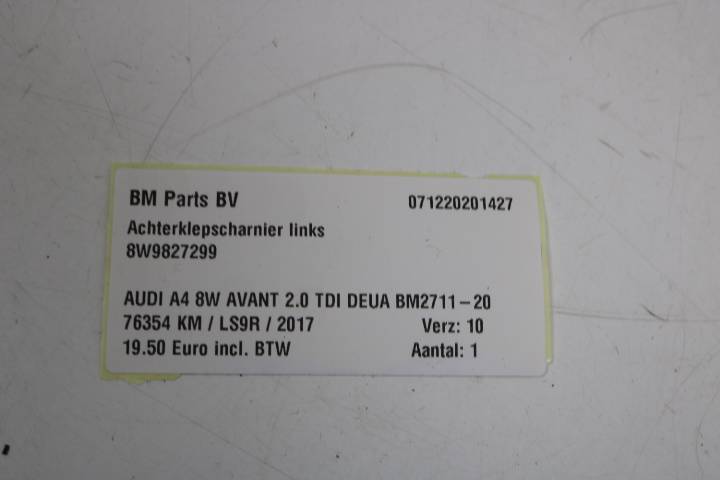 BM Parts BV 071220201427
Achterklepscharnier links
8W9827299
AUDI A4 8W AVANT 2.0 TDI DEUA BM2711-20
76354 KM / LS9R / 2017 Verz: 10
19.50 Euro incl. BTW Aantal: 1